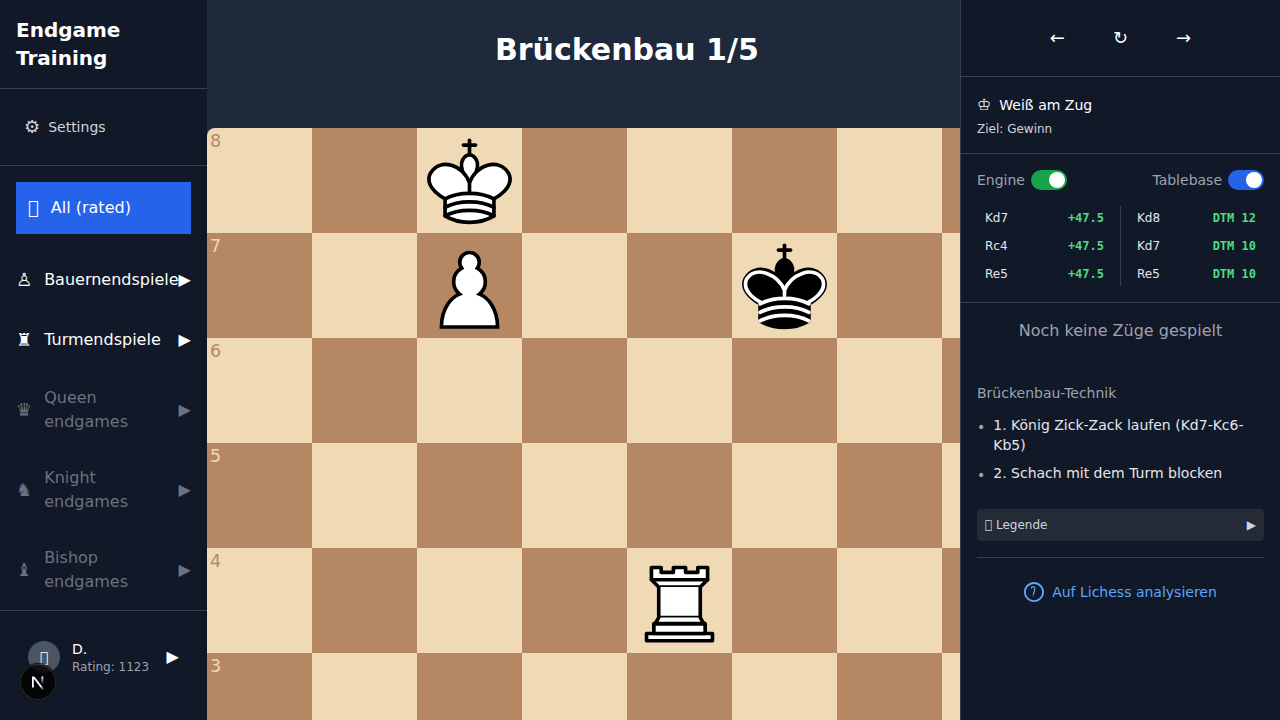 Endgame
Training
Settings
All (rated)
Bauernendspiele
Turmendspiele
Queen
endgames
Knight
endgames
Bishop
endgames
D.
Rating: 1123
N
Brückenbau 1/5
8
7
6
5
4
3
Weiß am Zug
Ziel: Gewinn
Engine
Tablebase
Kd7 +47.5 Kd8 DTM 12
Rc4 +47.5 Kd7 DTM 10
Re5 +47.5 Re5 DTM 10
Noch keine Züge gespielt
Brückenbau-Technik
• 1. König Zick-Zack laufen (Kd7-Kc6-
Kb5)
• 2. Schach mit dem Turm blocken
Legende
Auf Lichess analysieren